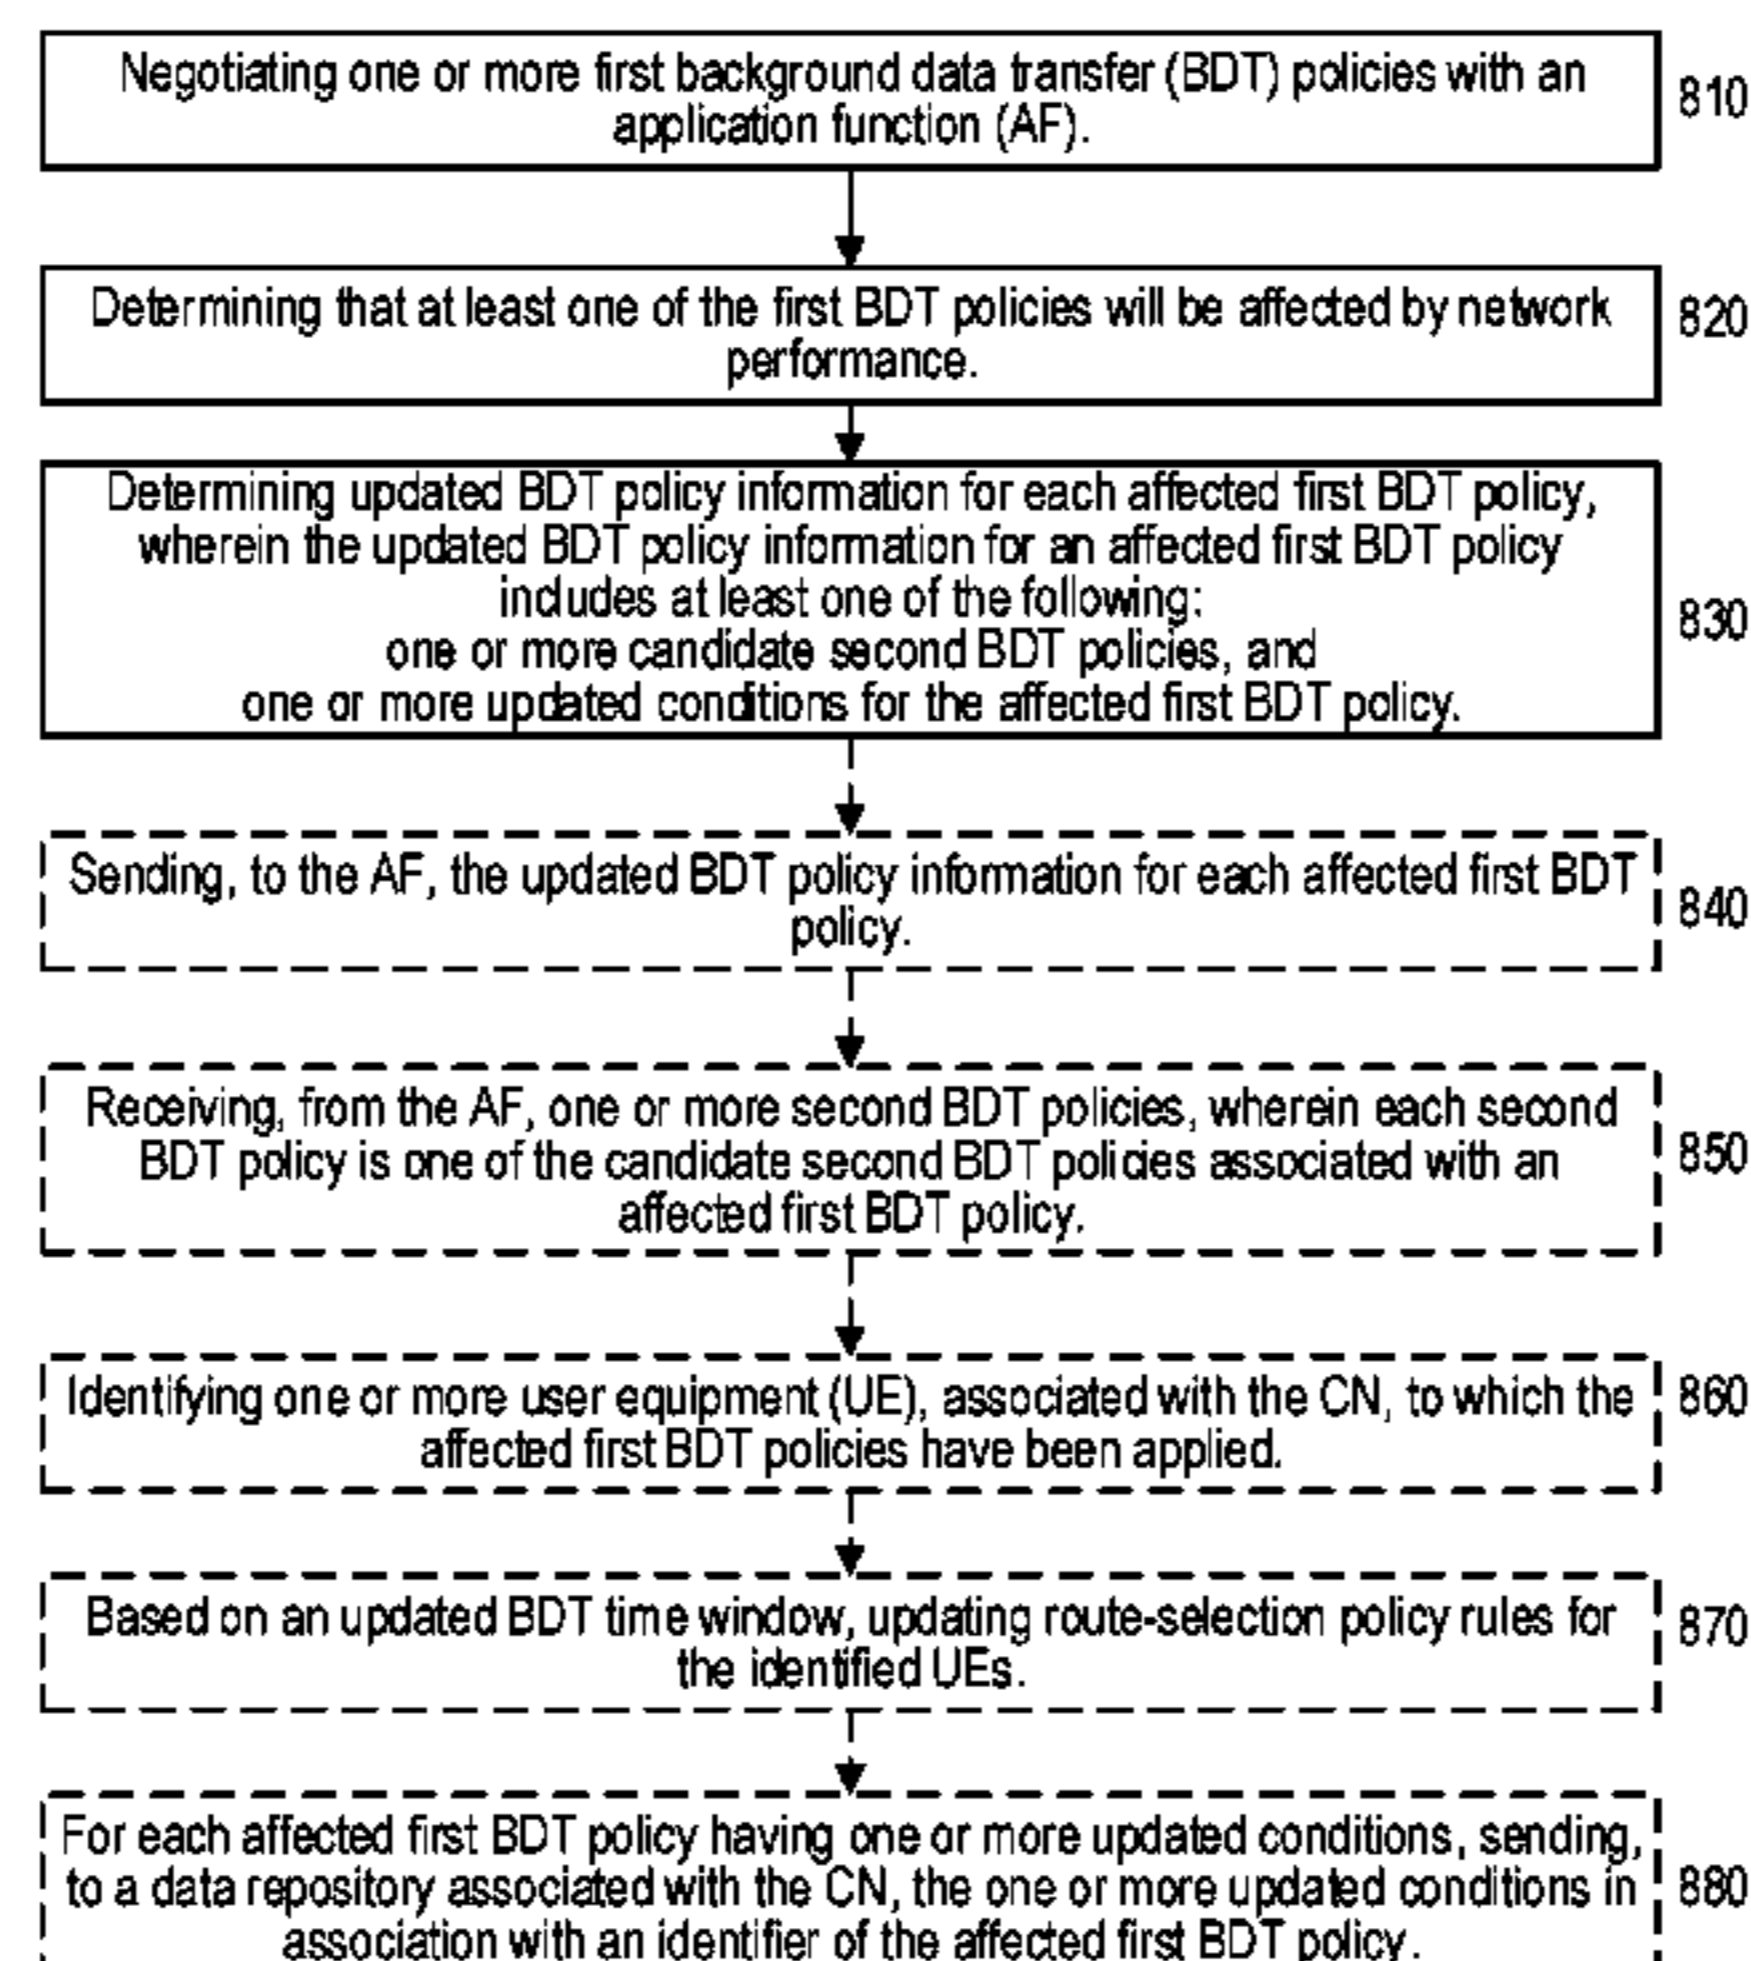 Negotiating one or more first background data transfer (BDT) policies with an
application function (AF).
810
Determining that at least one of the first BDT policies will be affected by network
performance.
820
Determining updated BDT policy information for each affected first BDT policy,
wherein the updated BDT policy information for an affected first BDT policy
includes at least one of the following:
one or more candidate second BDT policies, and
one or more updated conditions for the affected first BDT policy.
830
Sending, to the AF, the updated BDT policy information for each affected first BDT
policy.
840
Receiving, from the AF, one or more second BDT policies, wherein each second
BDT policy is one of the candidate second BDT policies associated with an
affected first BDT policy.
850
Identifying one or more user equipment (UE), associated with the CN, to which the
affected first BDT policies have been applied.
860
Based on an updated BDT time window, updating route-selection policy rules for
the identified UEs.
870
For each affected first BDT policy having one or more updated conditions, sending,
to a data repository associated with the CN, the one or more updated conditions in
association with an identifier of the affected first BDT policy.
880